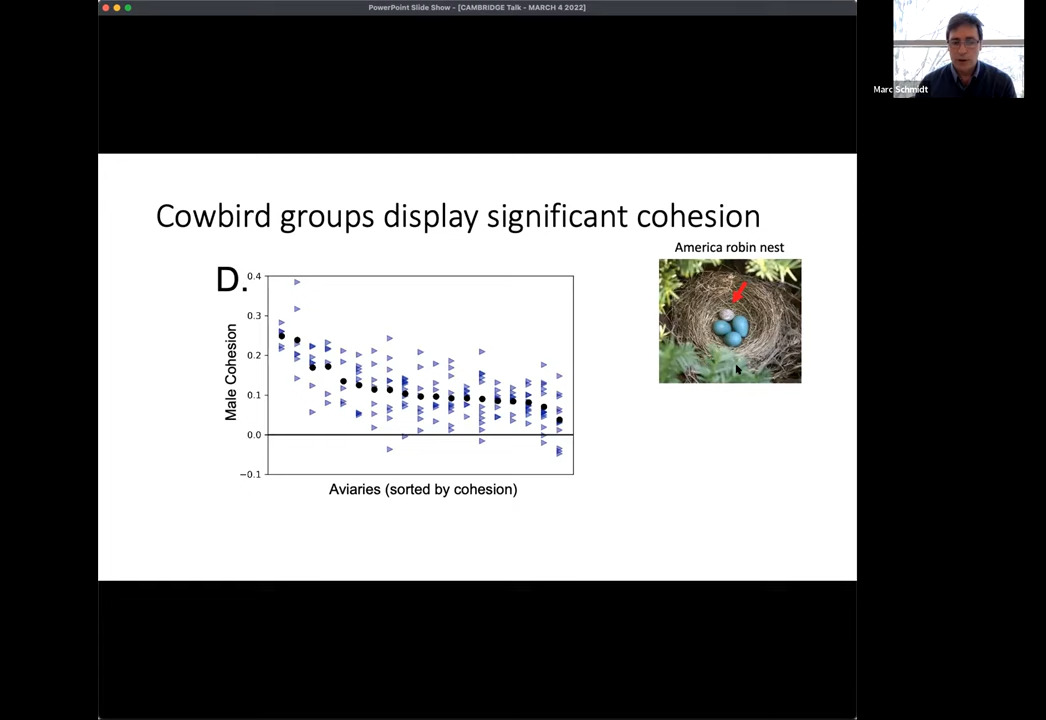 PowerPoint Slide Show - [CAMBRIDGE Talk - MARCH 4 2022]
Marc Schmidt
Cowbird groups display significant cohesion
America robin nest
D.
0.4
0.3
0.2
0.1
0.0
−0.1
Male Cohesion
Aviaries (sorted by cohesion)